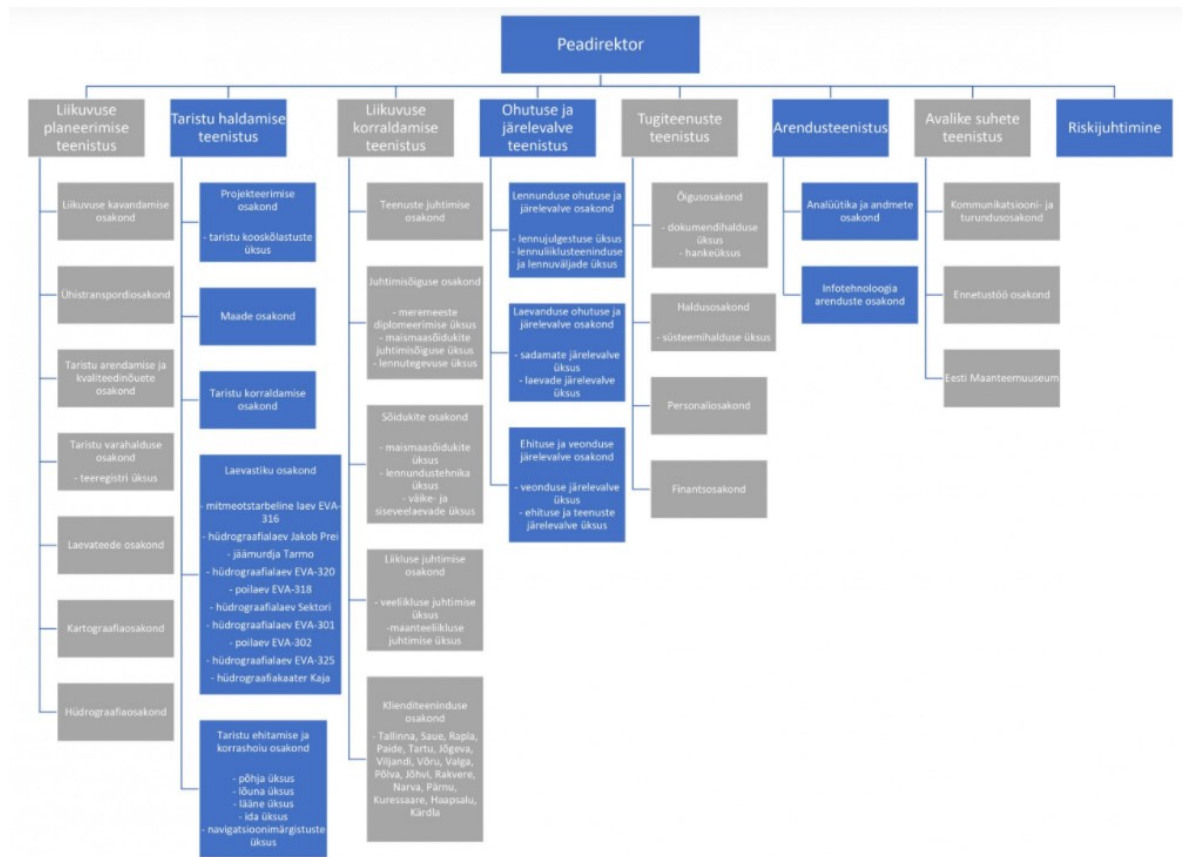 Peadirektor
Liikuvuse
planeerimise
teenistus
Liikuvuse kavandamise
osakond
Ühistranspordiosakond
Taristu arendamise ja
kvaliteedinõuete
osakond
Taristu varahalduse
osakond
- teeregistri üksus
Laevateede osakond
Kartograafiaosakond
Hüdrograafiaosakond
Taristu haldamise
teenistus
Projekteerimise
osakond
- taristu kooskõlastuste
üksus
Maade osakond
Taristu korraldamise
osakond
Laevastiku osakond
- mitmeotstarbeline laev EVA-
316
- hüdrograafialaev Jakob Prei
- jäämurdja Tarmo
- hüdrograafialaev EVA-320
- poilaev EVA-318
- hüdrograafialaev Sektori
- hüdrograafialaev EVA-301
- poilaev EVA-302
- hüdrograafialaev EVA-325
- hüdrograafiakaater Kaja
Taristu ehitamise ja
korrashoiu osakond
- põhja üksus
- lõuna üksus
- lääne üksus
- ida üksus
- navigatsioonimärgistuste
üksus
Liikuvuse
korraldamise
teenistus
Teenuste juhtimise
osakond
Juhtimisõiguse osakond
- meremeeste
diplomeerimise üksus
- maismaasõidukite
juhtimisõiguse üksus
- lennutegevuse üksus
Sõidukite osakond
- maismaasõidukite
üksus
- lennundustehnika
üksus
- väike- ja
siseveelaevade üksus
Liikluse juhtimise
osakond
- veeliikluse juhtimise
üksus
-maanteeliikluse
juhtimise üksus
Klienditeeninduse
osakond
- Tallinna, Saue, Rapla,
Paide, Tartu, Jõgeva,
Viljandi, Võru, Valga,
Põlva, Jõhvi, Rakvere,
Narva, Pärnu,
Kuressaare, Haapsalu,
Kärdla
Ohutuse ja
järelevalve
teenistus
Lennunduse ohutuse ja
järelevalve osakond
- lennujulgestuse üksus
- lennuliiklusteeninduse
ja lennuväljade üksus
Laevanduse ohutuse ja
järelevalve osakond
- sadamate järelevalve
üksus
- laevade järelevalve
üksus
Ehituse ja veonduse
järelevalve osakond
- veonduse järelevalve
üksus
- ehituse ja teenuste
järelevalve üksus
Tugiteenuste
teenistus
Õigusosakond
- dokumendihalduse
üksus
- hankeüksus
Haldusosakond
- süsteemihalduse üksus
Personaliosakond
Finantsosakond
Arendusteenistus
Analüütika ja andmete
osakond
Infotehnoloogia
arenduste osakond
Avalike suhete
teenistus
Kommunikatsiooni- ja
turundusosakond
Ennetustöö osakond
Eesti Maanteemuuseum
Riskijuhtimine